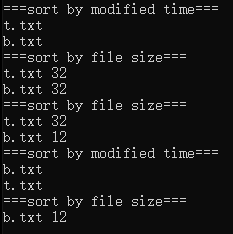 ===sort by modified time===
t.txt
b.txt
===sort by file size===
t.txt 32
b.txt 32
===sort by file size===
t.txt 32
b.txt 12
===sort by modified time===
b.txt
t.txt
===sort by file size===
b.txt 12